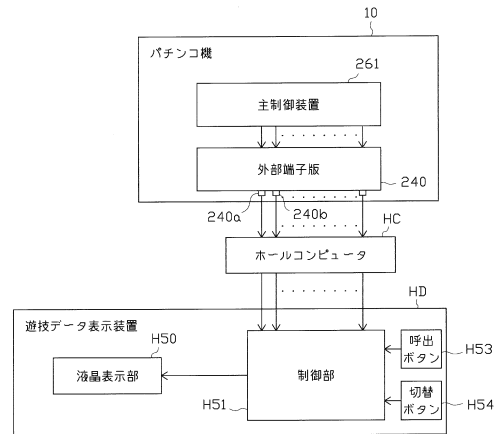 10
パチンコ機
261
主制御装置
外部端子版
240
240a
240b
HC
ホールコンピュータ
HD
遊技データ表示装置
H50
液晶表示部
制御部
H51
呼出
ボタン
H53
切替
ボタン
H54